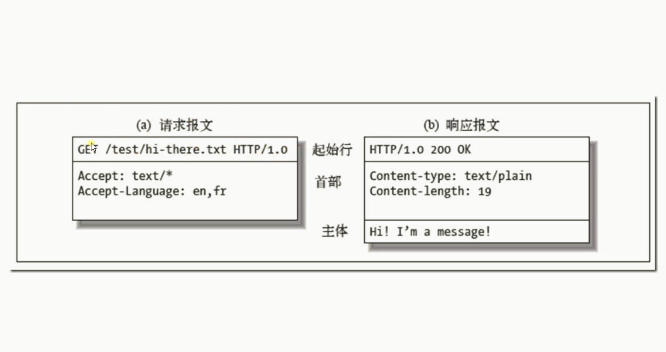 (a) 请求报文
(b) 响应报文
GET /test/hi-there.txt HTTP/1.0
起始行
HTTP/1.0 200 OK
Accept: text/*
Accept-Language: en,fr
首部
Content-type: text/plain
Content-length: 19
主体
Hi! I'm a message!